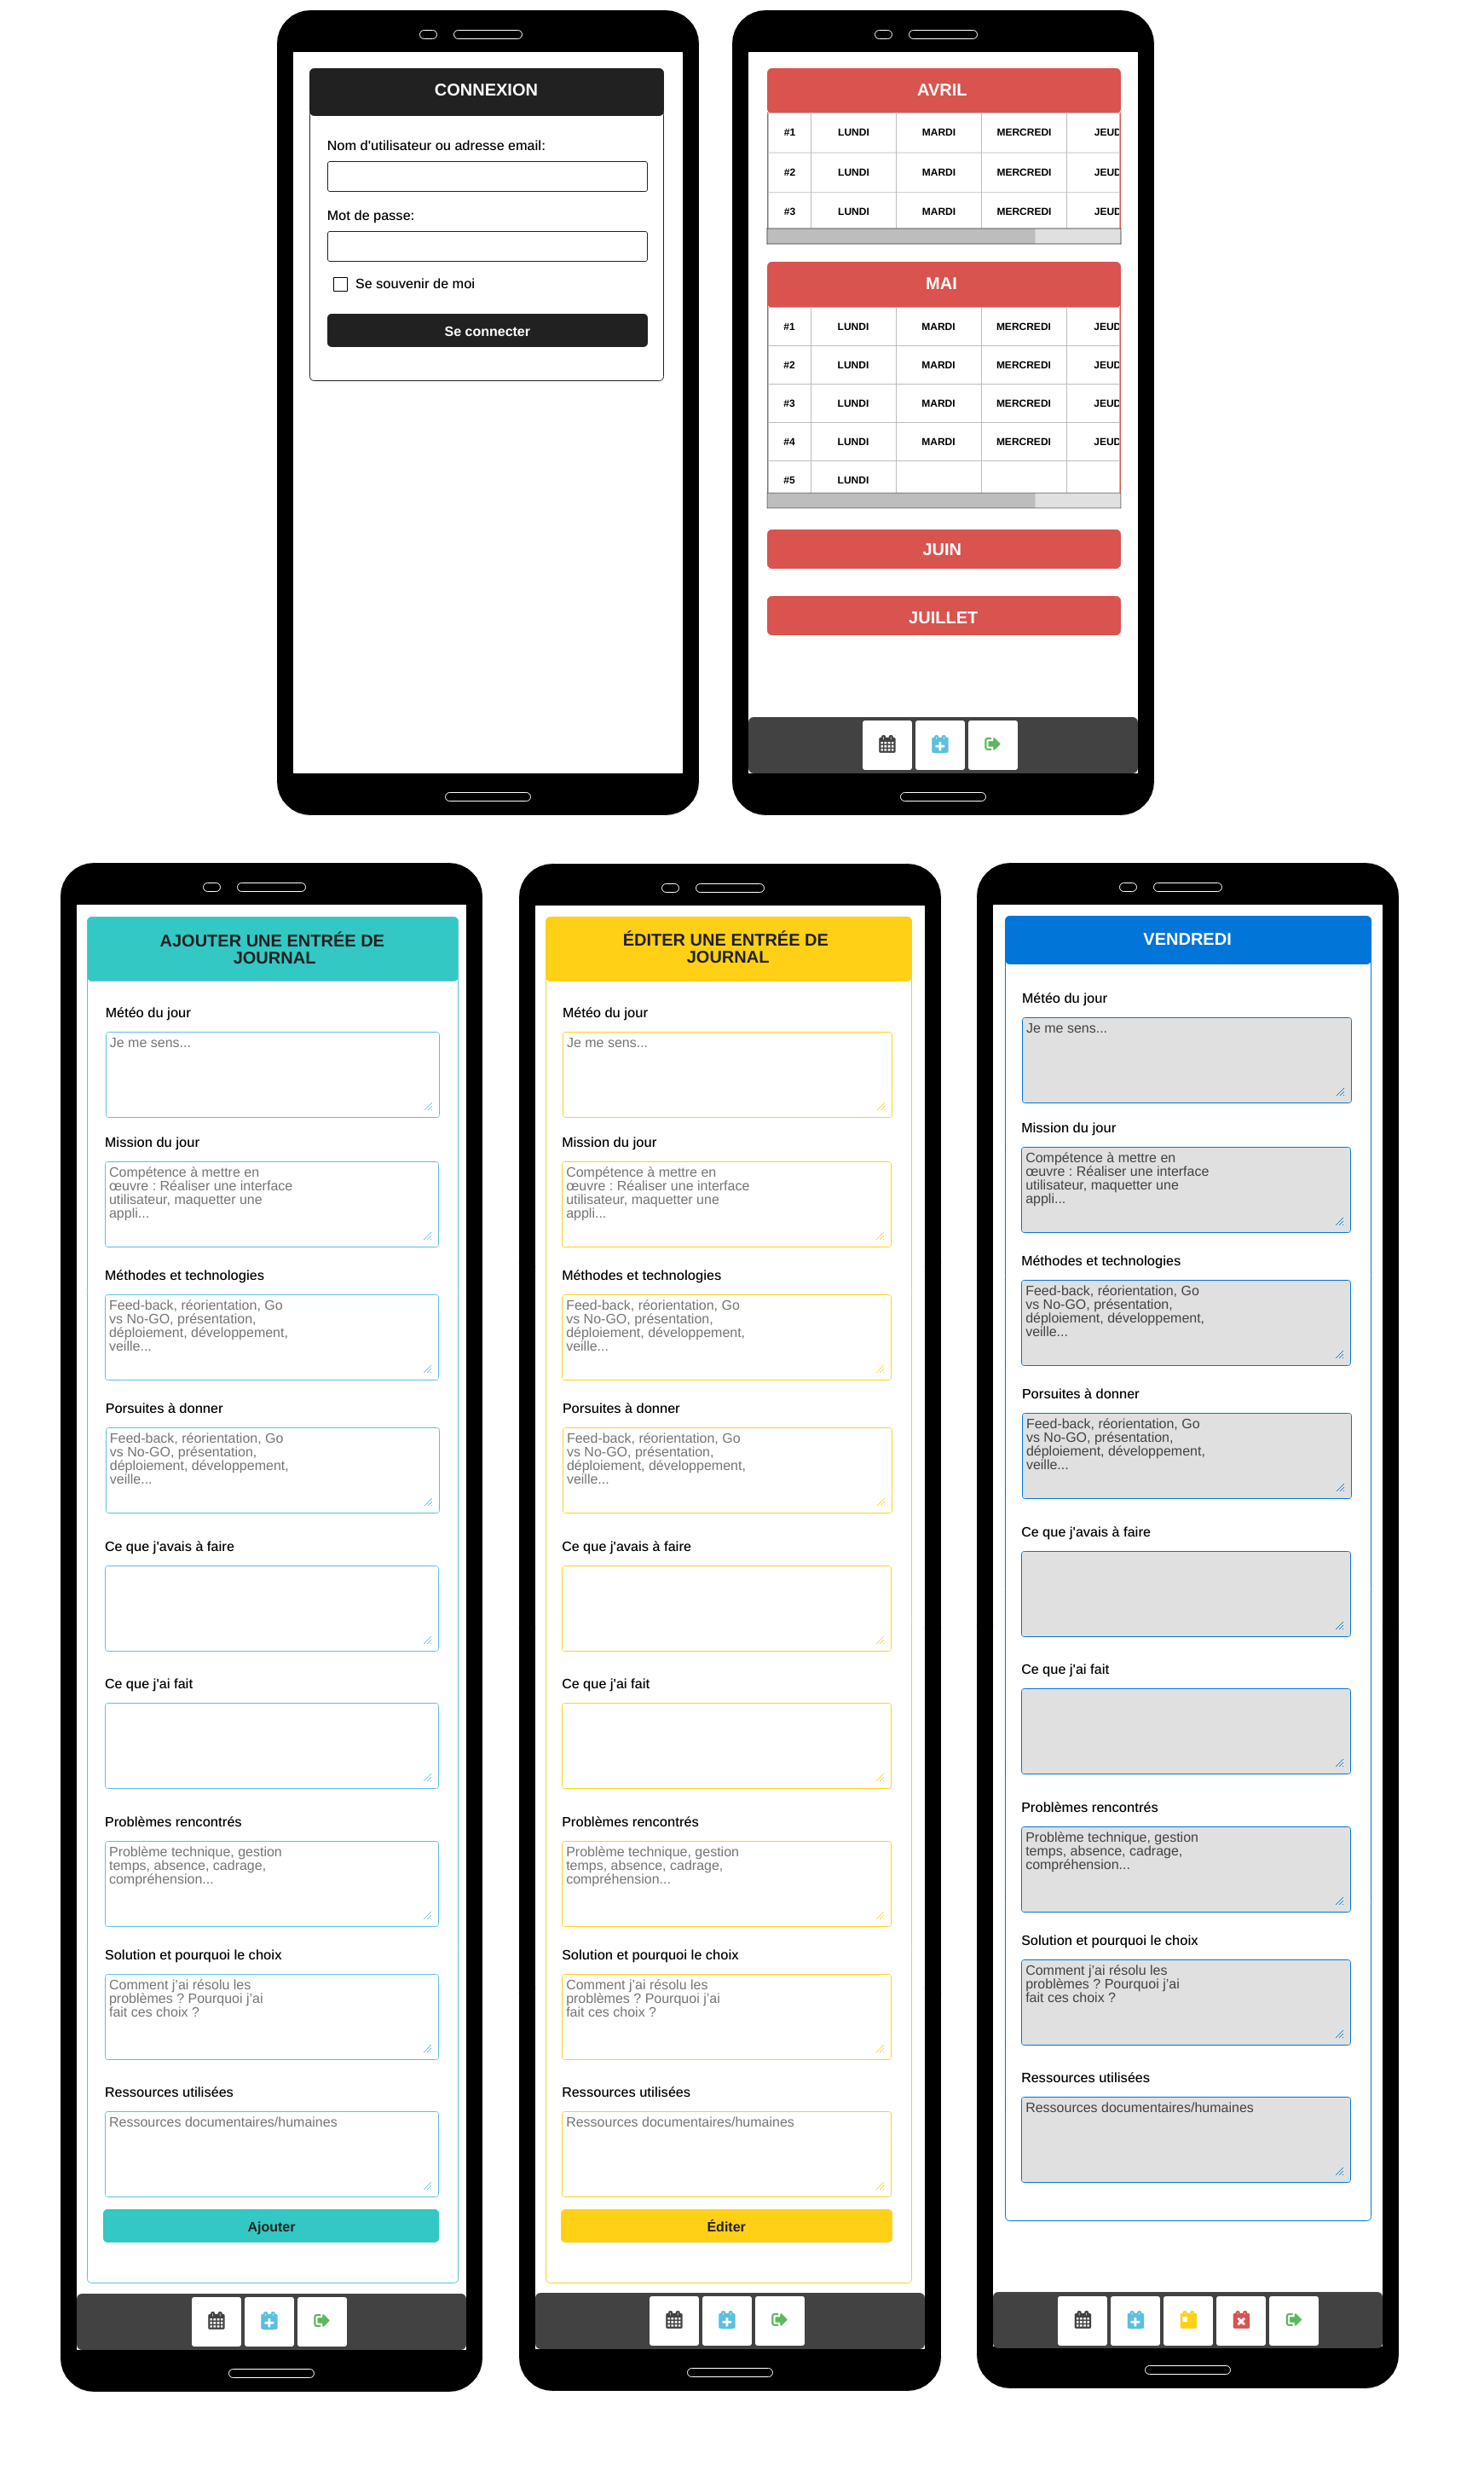 CONNEXION
Nom d'utilisateur ou adresse email:
Mot de passe:
Se souvenir de moi
Se connecter
AVRIL
#1 LUNDI MARDI MERCREDI JEUD
#2 LUNDI MARDI MERCREDI JEUD
#3 LUNDI MARDI MERCREDI JEUD
MAI
#1 LUNDI MARDI MERCREDI JEUD
#2 LUNDI MARDI MERCREDI JEUD
#3 LUNDI MARDI MERCREDI JEUD
#4 LUNDI MARDI MERCREDI JEUD
#5 LUNDI
JUIN
JUILLET
AJOUTER UNE ENTRÉE DE
JOURNAL
Météo du jour
Je me sens...
Mission du jour
Compétence à mettre en
œuvre : Réaliser une interface
utilisateur, maquetter une
appli...
Méthodes et technologies
Feed-back, réorientation, Go
vs No-GO, présentation,
déploiement, développement,
veille...
Porsuites à donner
Feed-back, réorientation, Go
vs No-GO, présentation,
déploiement, développement,
veille...
Ce que j'avais à faire
Ce que j'ai fait
Problèmes rencontrés
Problème technique, gestion
temps, absence, cadrage,
compréhension...
Solution et pourquoi le choix
Comment j'ai résolu les
problèmes ? Pourquoi j'ai
fait ces choix ?
Ressources utilisées
Ressources documentaires/humaines
Ajouter
ÉDITER UNE ENTRÉE DE
JOURNAL
Météo du jour
Je me sens...
Mission du jour
Compétence à mettre en
œuvre : Réaliser une interface
utilisateur, maquetter une
appli...
Méthodes et technologies
Feed-back, réorientation, Go
vs No-GO, présentation,
déploiement, développement,
veille...
Porsuites à donner
Feed-back, réorientation, Go
vs No-GO, présentation,
déploiement, développement,
veille...
Ce que j'avais à faire
Ce que j'ai fait
Problèmes rencontrés
Problème technique, gestion
temps, absence, cadrage,
compréhension...
Solution et pourquoi le choix
Comment j'ai résolu les
problèmes ? Pourquoi j'ai
fait ces choix ?
Ressources utilisées
Ressources documentaires/humaines
Éditer
VENDREDI
Météo du jour
Je me sens...
Mission du jour
Compétence à mettre en
œuvre : Réaliser une interface
utilisateur, maquetter une
appli...
Méthodes et technologies
Feed-back, réorientation, Go
vs No-GO, présentation,
déploiement, développement,
veille...
Porsuites à donner
Feed-back, réorientation, Go
vs No-GO, présentation,
déploiement, développement,
veille...
Ce que j'avais à faire
Ce que j'ai fait
Problèmes rencontrés
Problème technique, gestion
temps, absence, cadrage,
compréhension...
Solution et pourquoi le choix
Comment j'ai résolu les
problèmes ? Pourquoi j'ai
fait ces choix ?
Ressources utilisées
Ressources documentaires/humaines